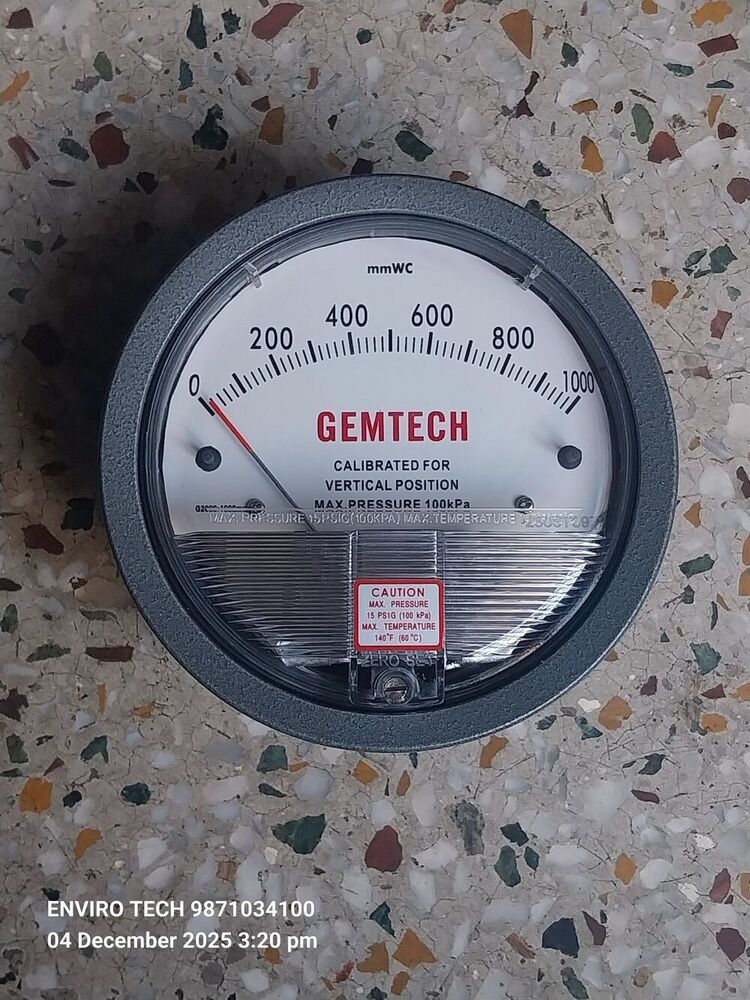 mmWC
0 200 400 600 800 1000
GEMTECH
CALIBRATED FOR
VERTICAL POSITION
MAX.PRESSURE 100kPa
MAX. PRESSURE 15PSIG(100KPA) MAX.TEMPERATURE
CAUTION
MAX. PRESSURE
15 PSIG (100 kPa)
MAX. TEMPERATURE
140°F (60°C)
ZERO SET
ENVIRO TECH 9871034100
04 December 2025 3:20 pm